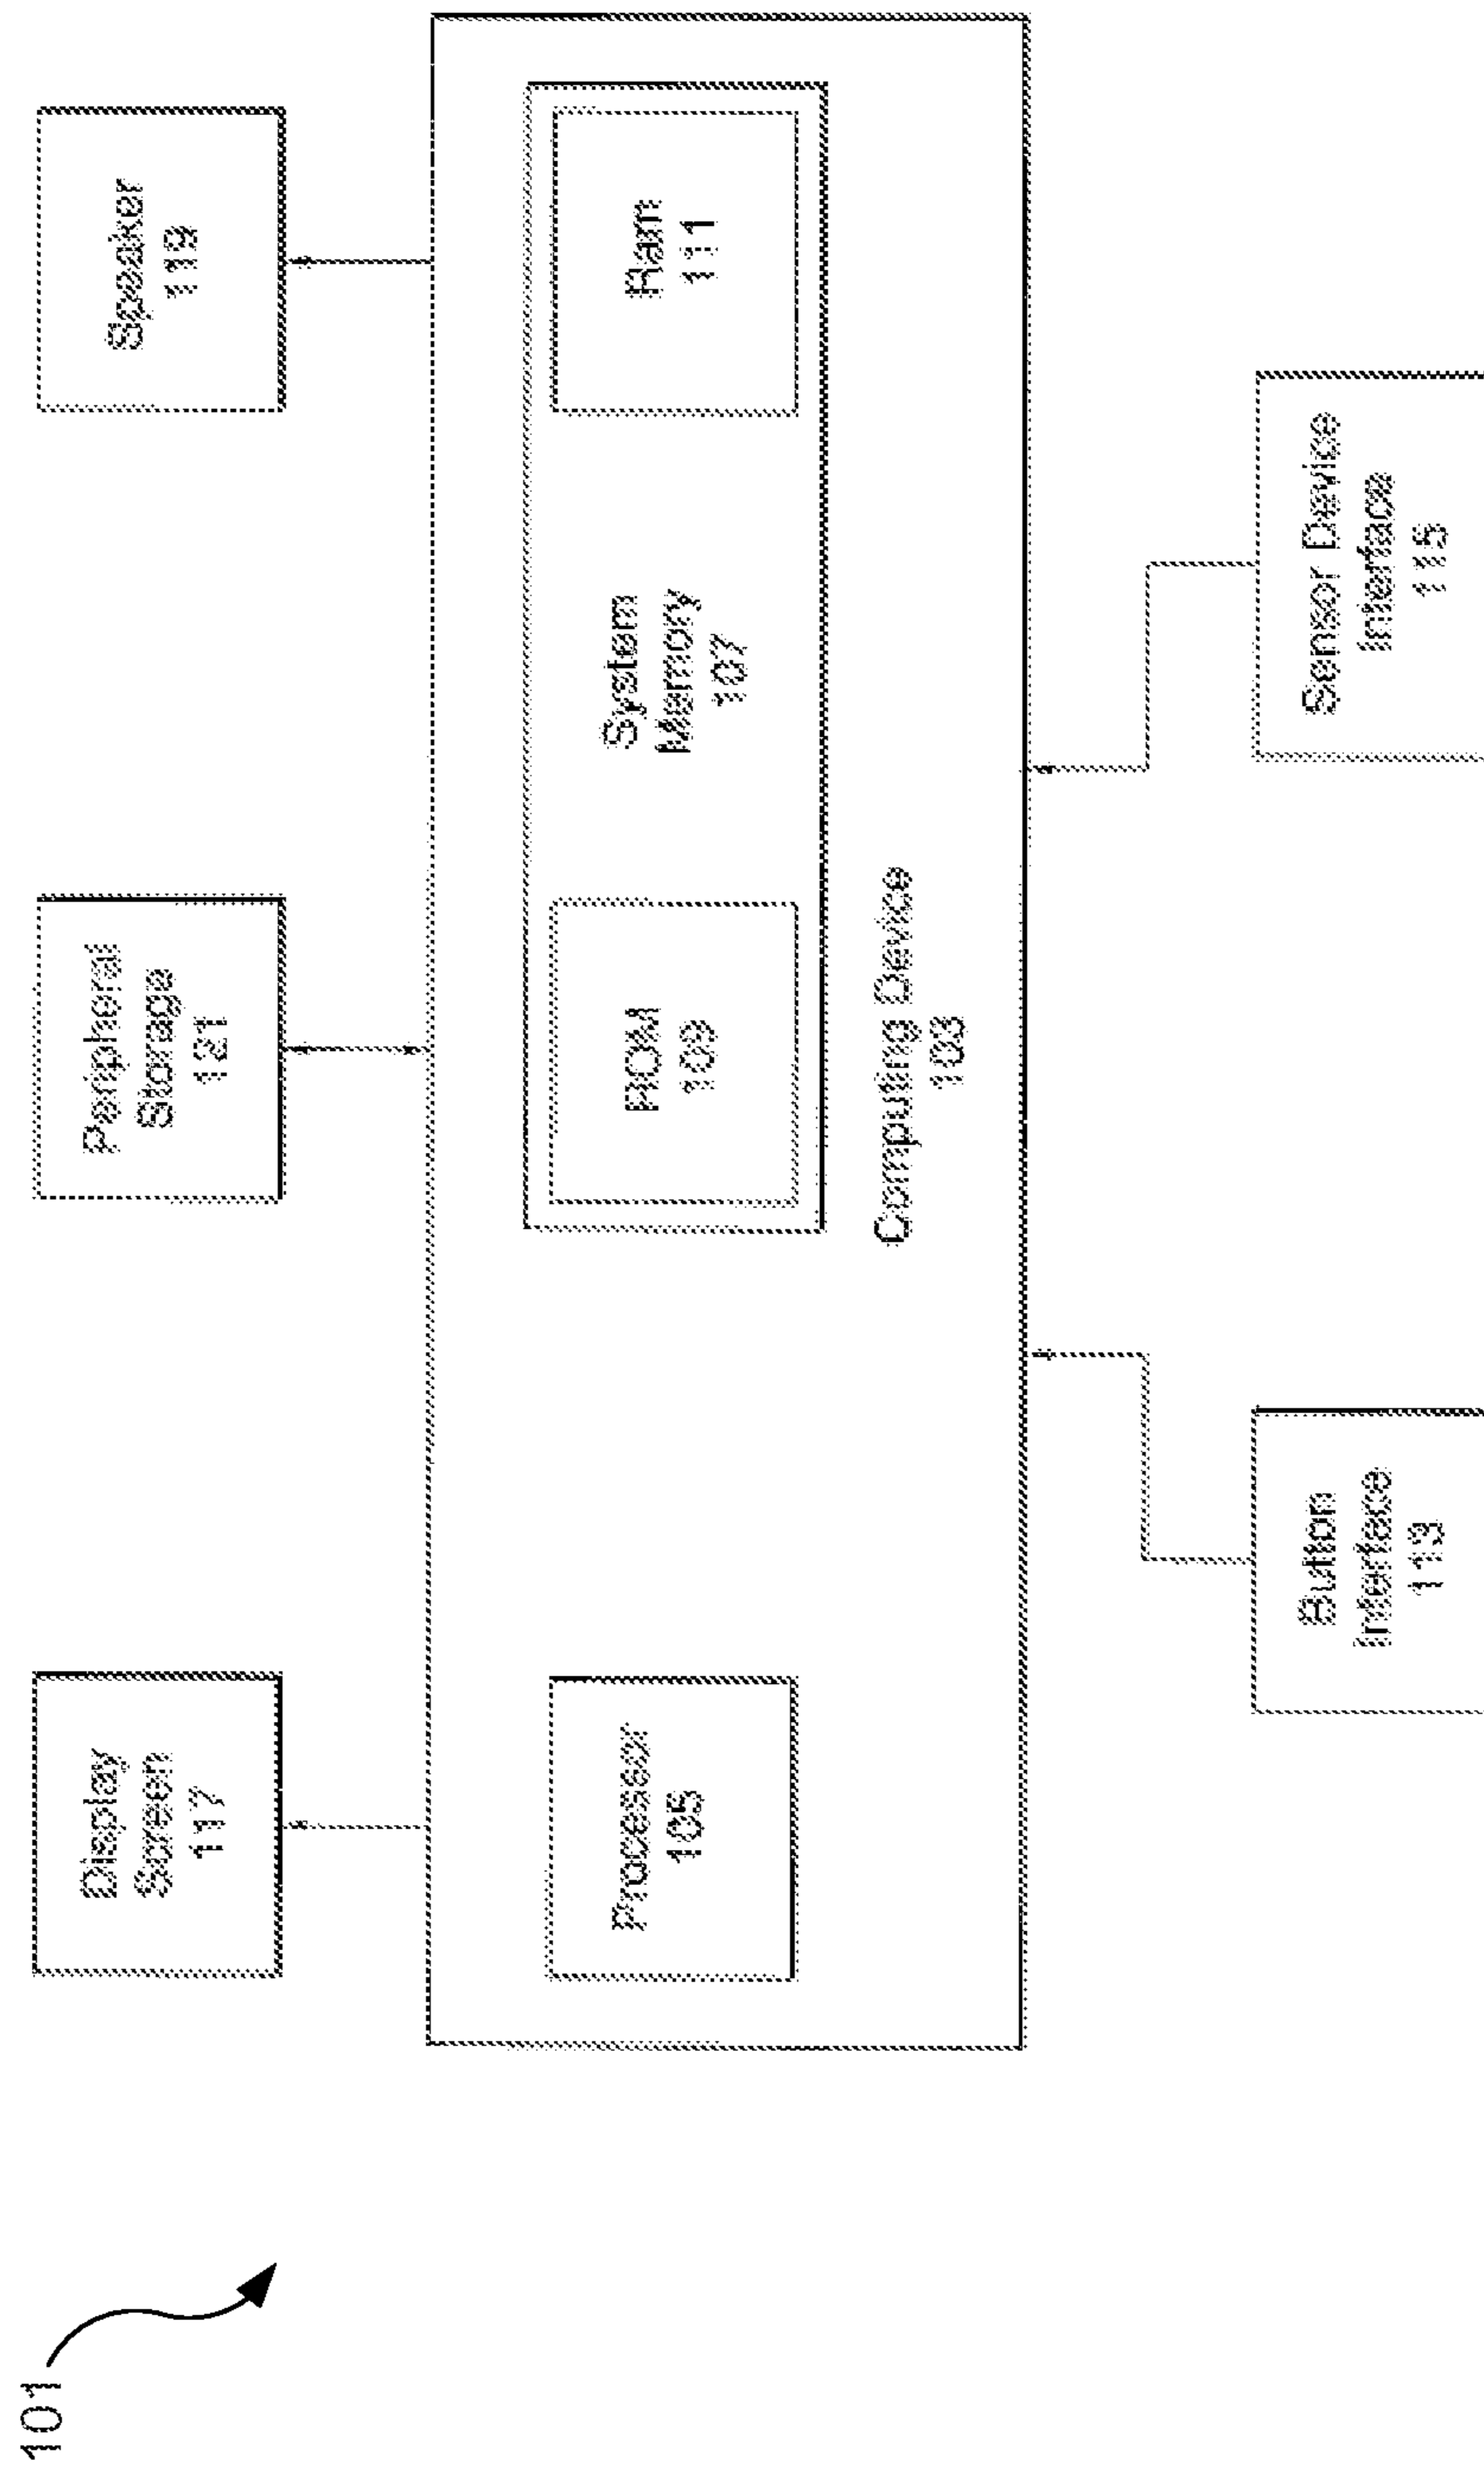 101
Display
Screen
117
Peripheral
Storage
121
Speaker
119
Processor
105
ROM
109
System
Memory
107
Ram
111
Computing Device
103
Button
Interface
113
Sensor Device
Interface
115